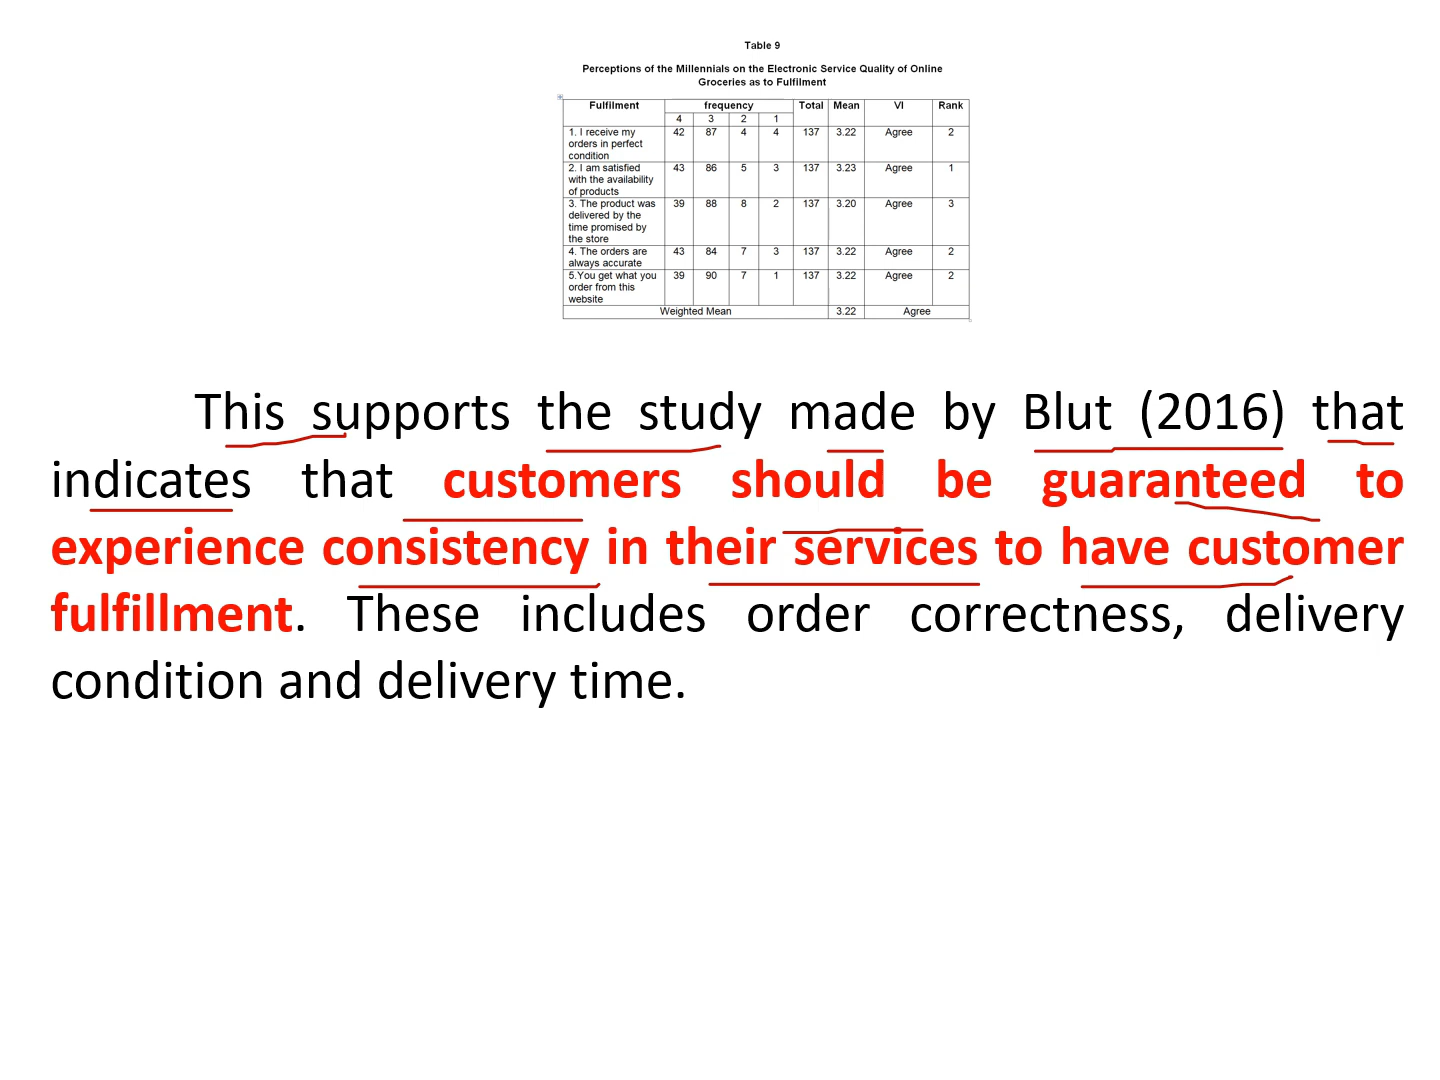 Table 9
Perceptions of the Millennials on the Electronic Service Quality of Online
Groceries as to Fulfilment
Fulfilment frequency Total Mean VI Rank
4 3 2 1
1. I receive my orders in perfect condition 42 87 4 4 137 3.22 Agree 2
2. I am satisfied with the availability of products 43 86 5 3 137 3.23 Agree 1
3. The product was delivered by the time promised by the store 39 88 8 2 137 3.20 Agree 3
4. The orders are always accurate 43 84 7 3 137 3.22 Agree 2
5.You get what you order from this website 39 90 7 1 137 3.22 Agree 2
Weighted Mean 3.22 Agree
This supports the study made by Blut (2016) that
indicates that customers should be guaranteed to
experience consistency in their services to have customer
fulfillment. These includes order correctness, delivery
condition and delivery time.